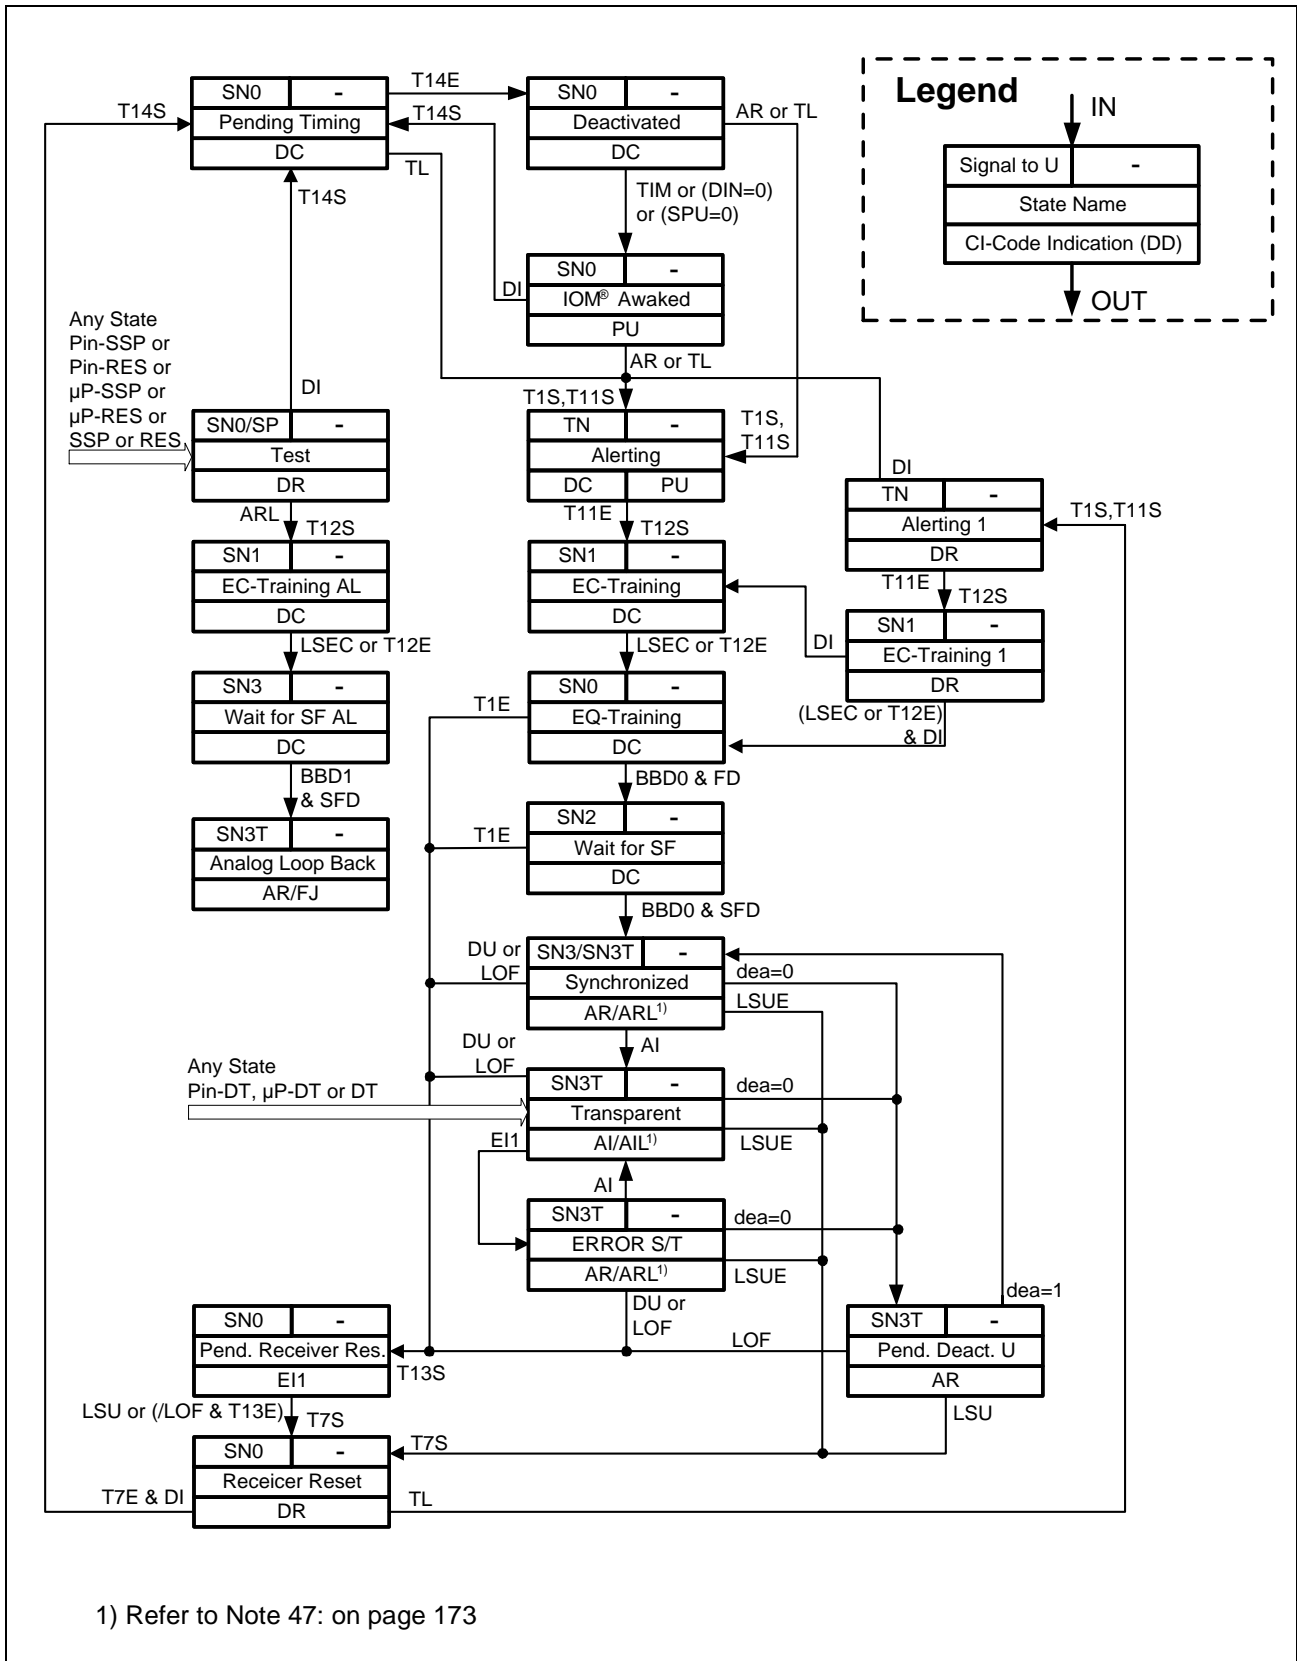 SN0 -
Pending Timing
DC
T14S
T14E
T14S
TL
T14S
SN0 -
Deactivated
DC
AR or TL
TIM or (DIN=0)
or (SPU=0)
Legend
IN
Signal to U -
State Name
CI-Code Indication (DD)
OUT
SN0 -
IOM® Awaked
PU
DI
AR or TL
T1S,T11S
Any State
Pin-SSP or
Pin-RES or
µP-SSP or
µP-RES or
SSP or RES
DI
SN0/SP -
Test
DR
ARL
T12S
TN -
Alerting
DC PU
T1S,
T11S
T11E
T12S
DI
TN -
Alerting 1
DR
T1S,T11S
T11E
T12S
SN1 -
EC-Training AL
DC
LSEC or T12E
SN1 -
EC-Training
DC
LSEC or T12E
DI
SN1 -
EC-Training 1
DR
(LSEC or T12E)
& DI
SN3 -
Wait for SF AL
DC
BBD1
& SFD
T1E
SN0 -
EQ-Training
DC
BBD0 & FD
SN3T -
Analog Loop Back
AR/FJ
T1E
SN2 -
Wait for SF
DC
BBD0 & SFD
DU or
LOF
SN3/SN3T -
Synchronized
AR/ARL1)
dea=0
LSUE
AI
DU or
LOF
Any State
Pin-DT, µP-DT or DT
SN3T -
Transparent
AI/AIL1)
dea=0
LSUE
EI1
AI
SN3T -
ERROR S/T
AR/ARL1)
dea=0
LSUE
DU or
LOF
dea=1
SN0 -
Pend. Receiver Res.
EI1
T13S
LOF
SN3T -
Pend. Deact. U
AR
LSU
LSU or (/LOF & T13E)
T7S
T7S
SN0 -
Receicer Reset
DR
T7E & DI
TL
1) Refer to Note 47: on page 173